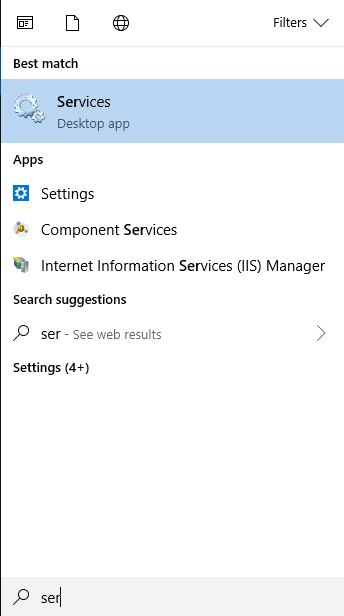 Filters
Best match
Services
Desktop app
Apps
Settings
Component Services
Internet Information Services (IIS) Manager
Search suggestions
ser - See web results
Settings (4+)
ser